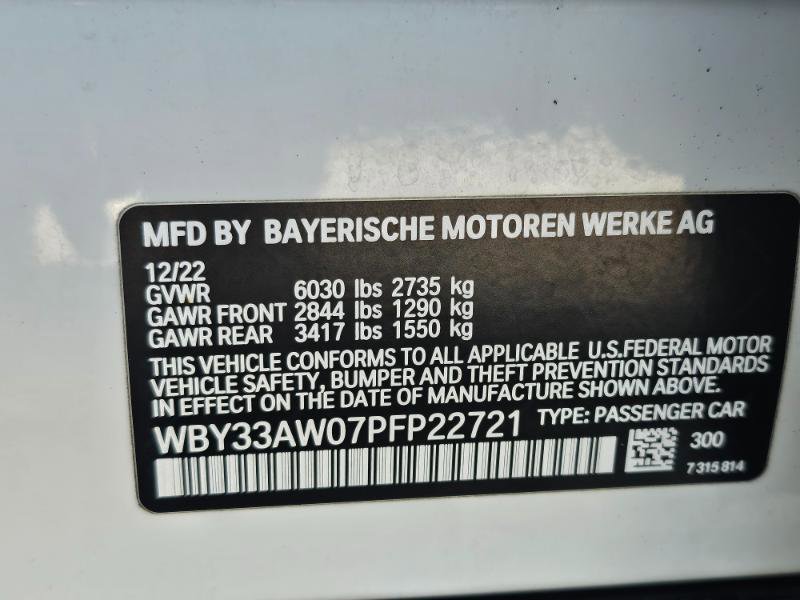 MFD BY BAYERISCHE MOTOREN WERKE AG
12/22
GVWR 6030 lbs 2735 kg
GAWR FRONT 2844 lbs 1290 kg
GAWR REAR 3417 lbs 1550 kg
THIS VEHICLE CONFORMS TO ALL APPLICABLE U.S.FEDERAL MOTOR
VEHICLE SAFETY, BUMPER AND THEFT PREVENTION STANDARDS
IN EFFECT ON THE DATE OF MANUFACTURE SHOWN ABOVE.
WBY33AW07PFP22721 TYPE: PASSENGER CAR
300
7 315 814